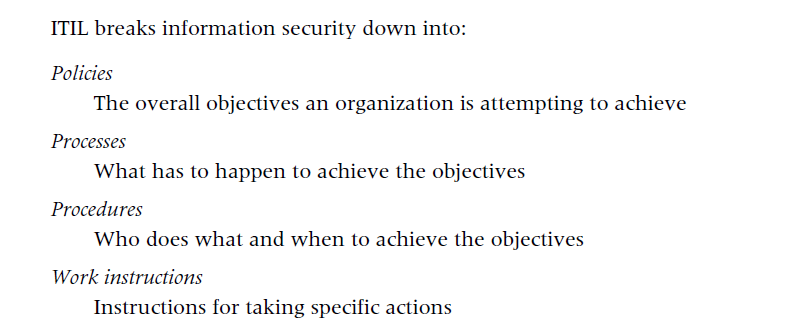 ITIL breaks information security down into:
Policies
The overall objectives an organization is attempting to achieve
Processes
What has to happen to achieve the objectives
Procedures
Who does what and when to achieve the objectives
Work instructions
Instructions for taking specific actions